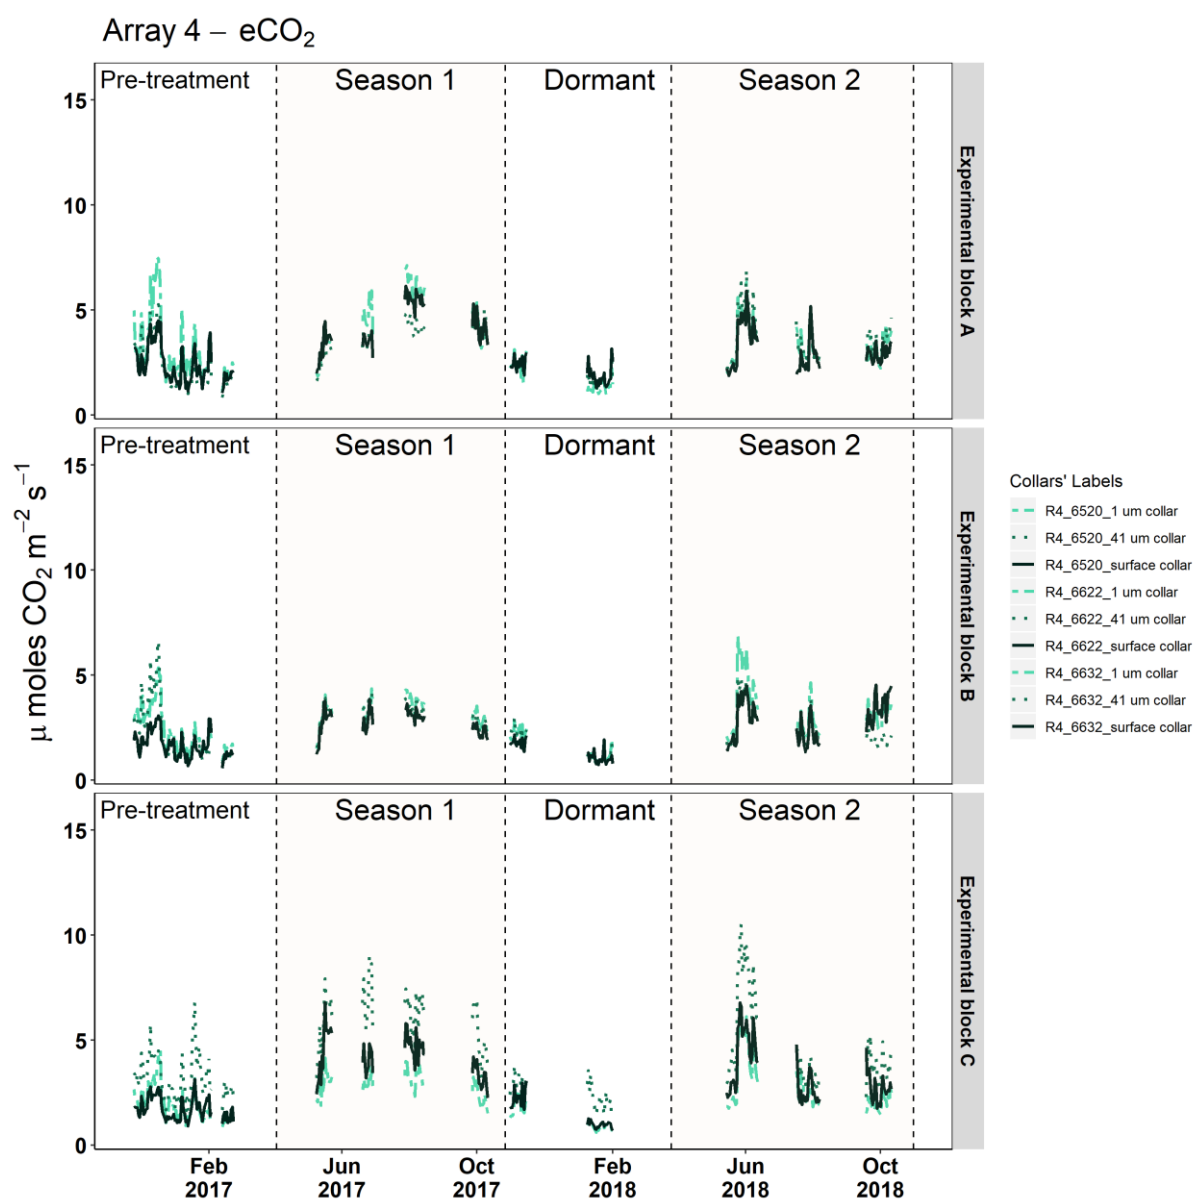 Array 4 – eCO₂
Pre-treatment Season 1 Dormant Season 2
15
10
5
0
Experimental block A
Pre-treatment Season 1 Dormant Season 2
15
10
5
0
Experimental block B
Pre-treatment Season 1 Dormant Season 2
15
10
5
0
Experimental block C
μ moles CO₂ m⁻² s⁻¹
Feb Jun Oct Feb Jun Oct
2017 2017 2017 2018 2018 2018
Collars' Labels
R4_6520_1 um collar
R4_6520_41 um collar
R4_6520_surface collar
R4_6622_1 um collar
R4_6622_41 um collar
R4_6622_surface collar
R4_6632_1 um collar
R4_6632_41 um collar
R4_6632_surface collar